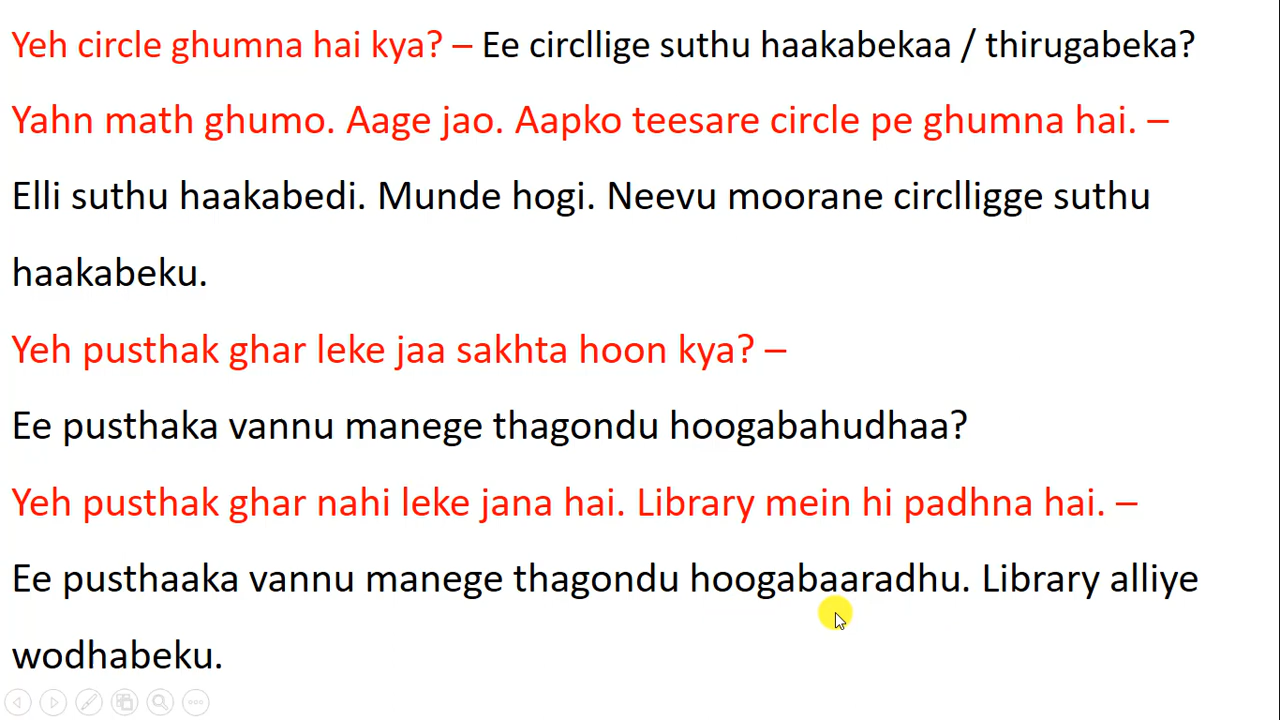 Yeh circle ghumna hai kya? – Ee circllige suthu haakabekaa / thirugabeka?
Yahn math ghumo. Aage jao. Aapko teesare circle pe ghumna hai. –
Elli suthu haakabedi. Munde hogi. Neevu moorane circlligge suthu
haakabeku.
Yeh pusthak ghar leke jaa sakhta hoon kya? –
Ee pusthaka vannu manege thagondu hoogabahudhaa?
Yeh pusthak ghar nahi leke jana hai. Library mein hi padhna hai. –
Ee pusthaaka vannu manege thagondu hoogabaaradhu. Library alliye
wodhabeku.